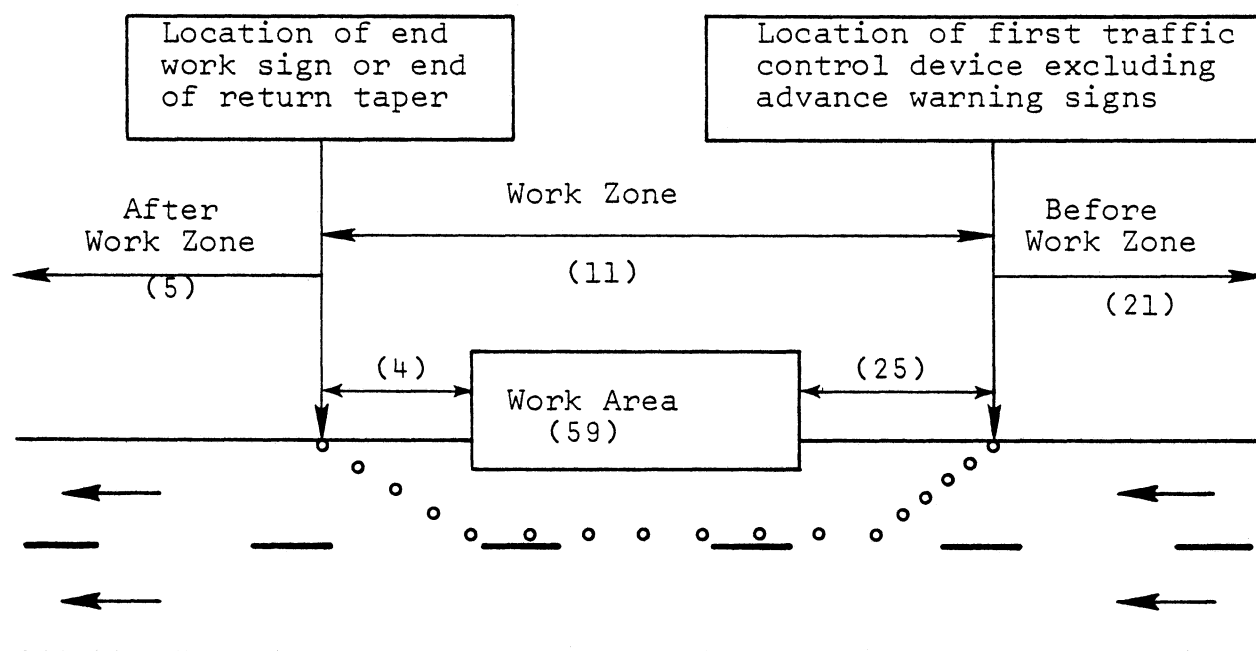 Location of end
work sign or end
of return taper
Location of first traffic
control device excluding
advance warning signs
After
Work Zone
(5)
Work Zone
(11)
Before
Work Zone
(21)
(4)
Work Area
(59)
(25)